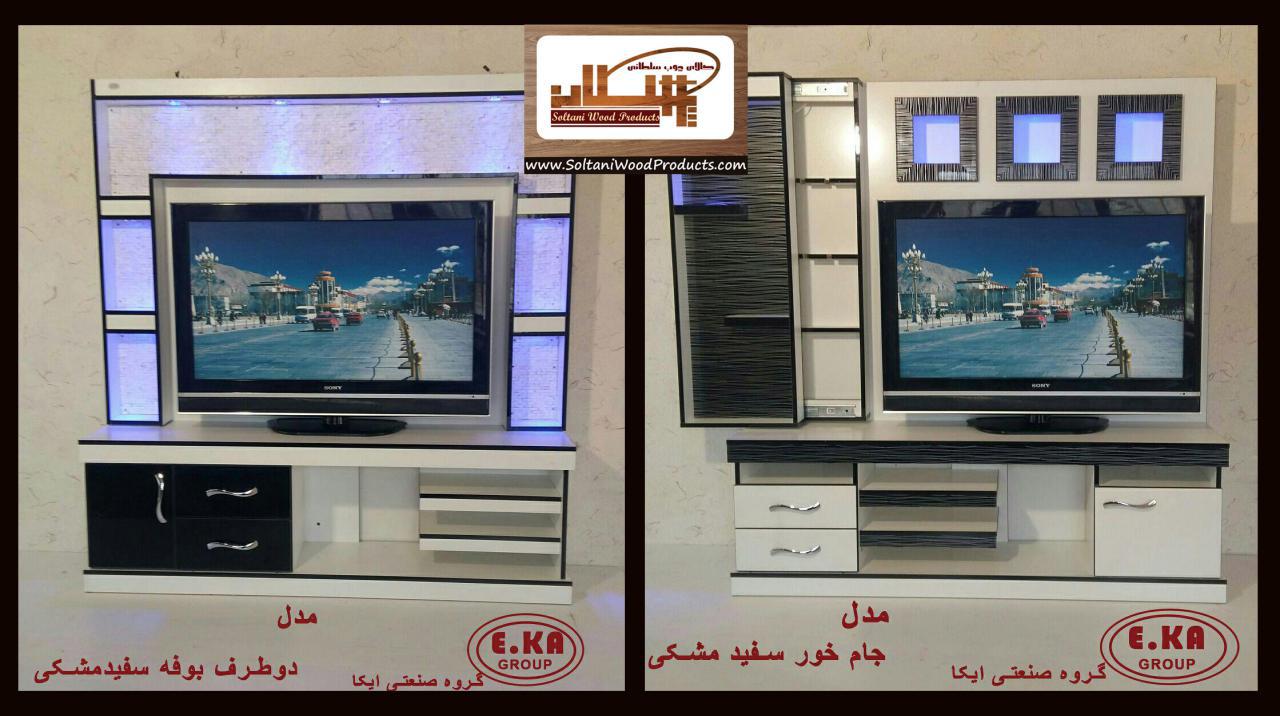 کالای چوب سلطانی
Soltani Wood Products
www.SoltaniWoodProducts.com
SONY
مدل
دوطرف بوفه سفیدمشکی
E.KA
GROUP
گروه صنعتی ایکا
SONY
مدل
جام خور سفید مشکی
E.KA
GROUP
گروه صنعتی ایکا